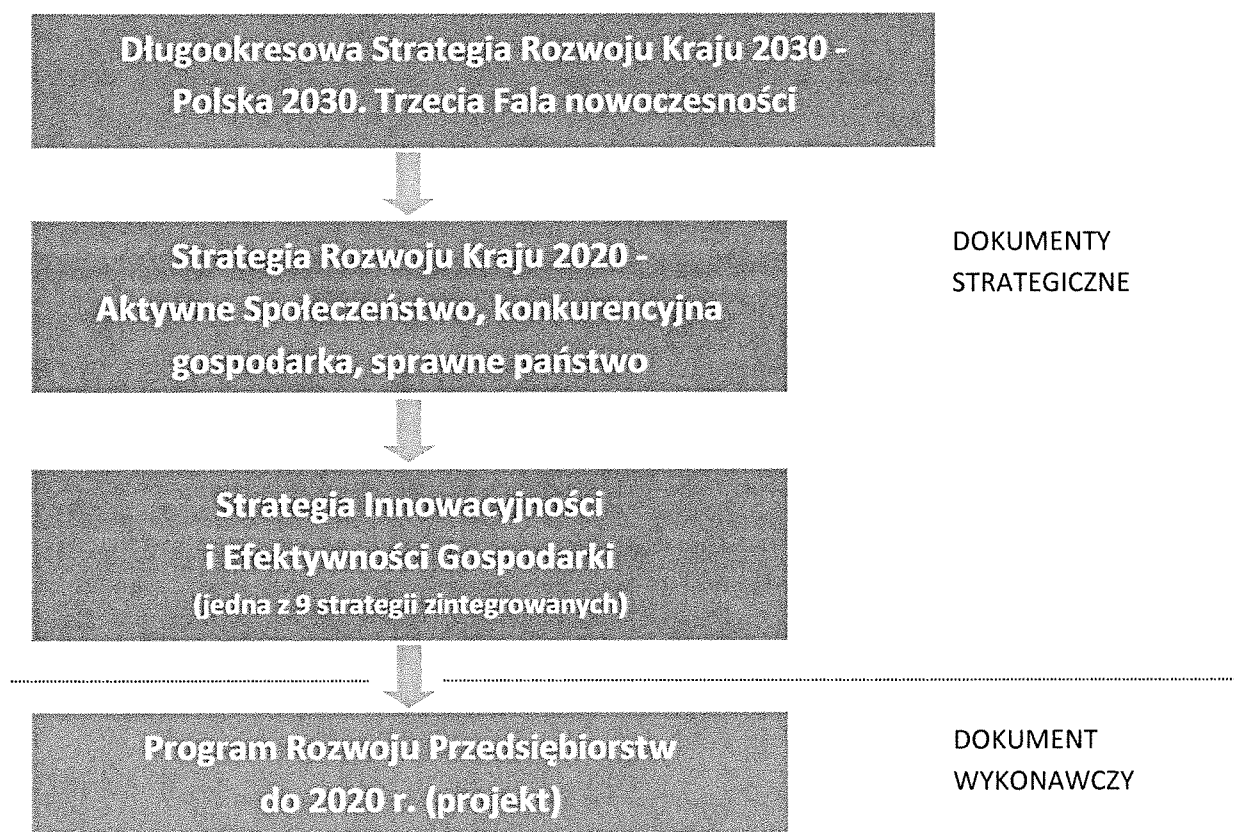 Długookresowa Strategia Rozwoju Kraju 2030 -
Polska 2030. Trzecia Fala nowoczesności
Strategia Rozwoju Kraju 2020 -
Aktywne Społeczeństwo, konkurencyjna
gospodarka, sprawne państwo
DOKUMENTY
STRATEGICZNE
Strategia Innowacyjności
i Efektywności Gospodarki
(jedna z 9 strategii zintegrowanych)
Program Rozwoju Przedsiębiorstw
do 2020 r. (projekt)
DOKUMENT
WYKONAWCZY